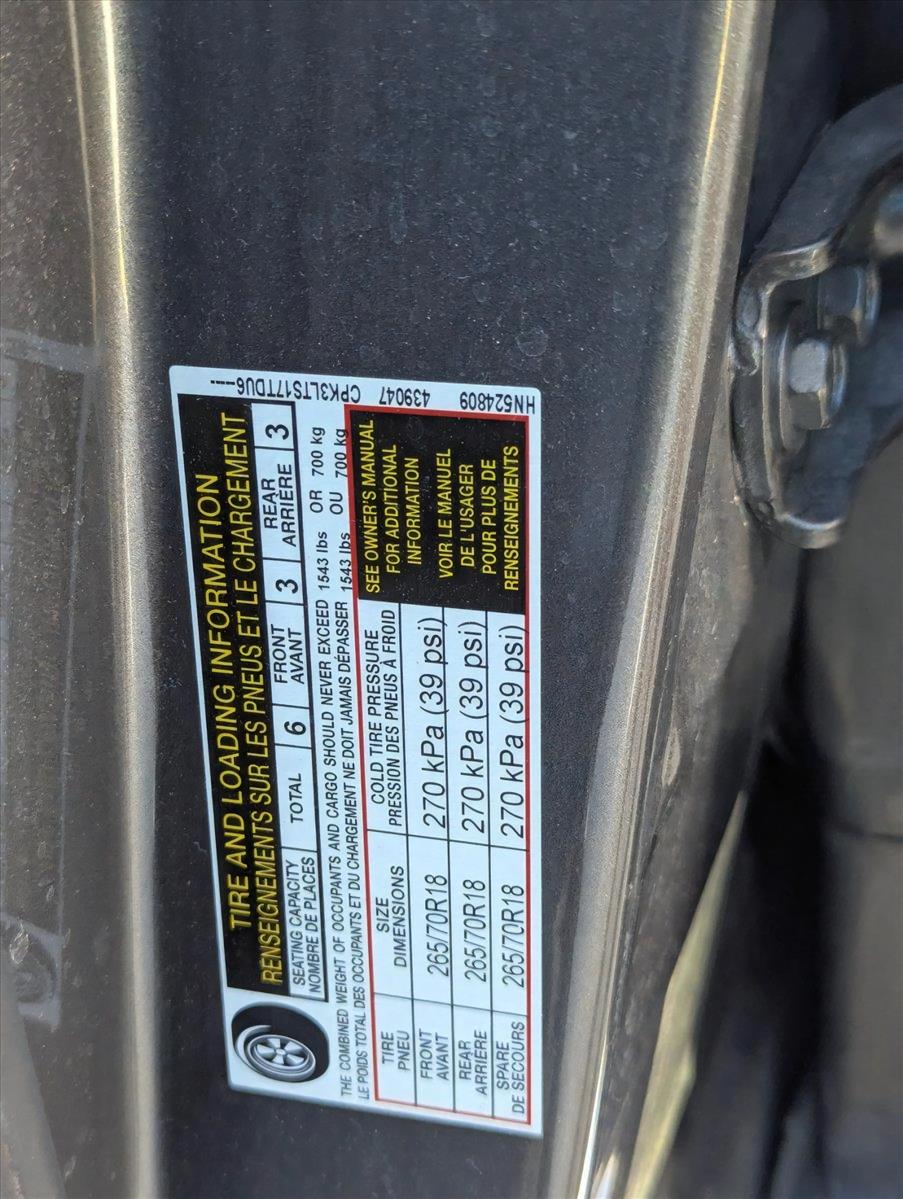 TIRE AND LOADING INFORMATION
RENSEIGNEMENTS SUR LES PNEUS ET LE CHARGEMENT
SEATING CAPACITY
NOMBRE DE PLACES
TOTAL 6
FRONT
AVANT
3
REAR
ARRIÈRE
3
THE COMBINED WEIGHT OF OCCUPANTS AND CARGO SHOULD NEVER EXCEED 1543 lbs OR 700 kg
LE POIDS TOTAL DES OCCUPANTS ET DU CHARGEMENT NE DOIT JAMAIS DÉPASSER 1543 lbs OU 700 kg
TIRE
PNEU
SIZE
DIMENSIONS
COLD TIRE PRESSURE
PRESSION DES PNEUS À FROID
FRONT
AVANT
265/70R18 270 kPa (39 psi)
REAR
ARRIÈRE
265/70R18 270 kPa (39 psi)
SPARE
DE SECOURS
265/70R18 270 kPa (39 psi)
SEE OWNER'S MANUAL
FOR ADDITIONAL
INFORMATION
VOIR LE MANUEL
DE L'USAGER
POUR PLUS DE
RENSEIGNEMENTS
CPK3LTS17TDU6---
439047
HN524809